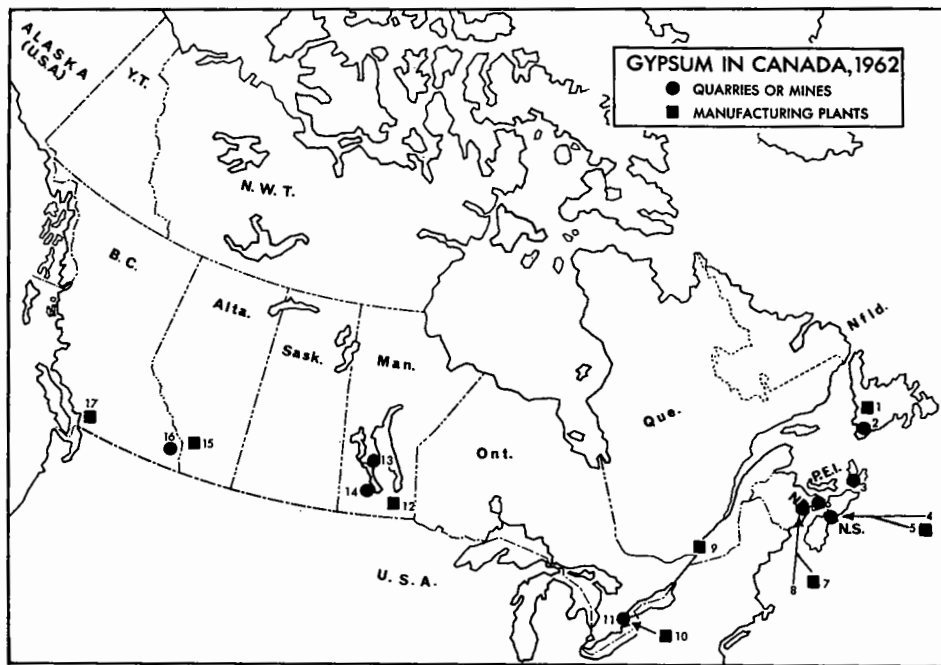 ALASKA
(U.S.A)
Y.T.
GYPSUM IN CANADA, 1962
QUARRIES OR MINES
MANUFACTURING PLANTS
N.W.T.
B.C.
Alta.
Sask.
Man.
Ont.
Que.
Nfld.
P.E.I.
N.S.
U.S.A.
1
2
3
4
5
6
7
8
9
10
11
12
13
14
15
16
17